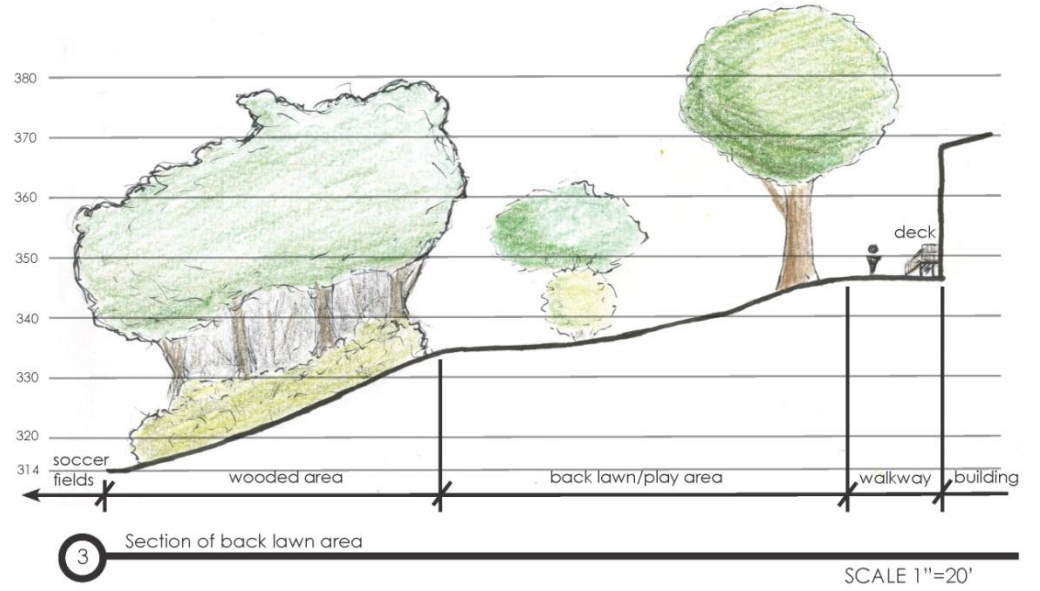 380
370
360
350
deck
340
330
320
314
soccer
fields
wooded area
back lawn/play area
walkway
building
3
Section of back lawn area
SCALE 1"=20'